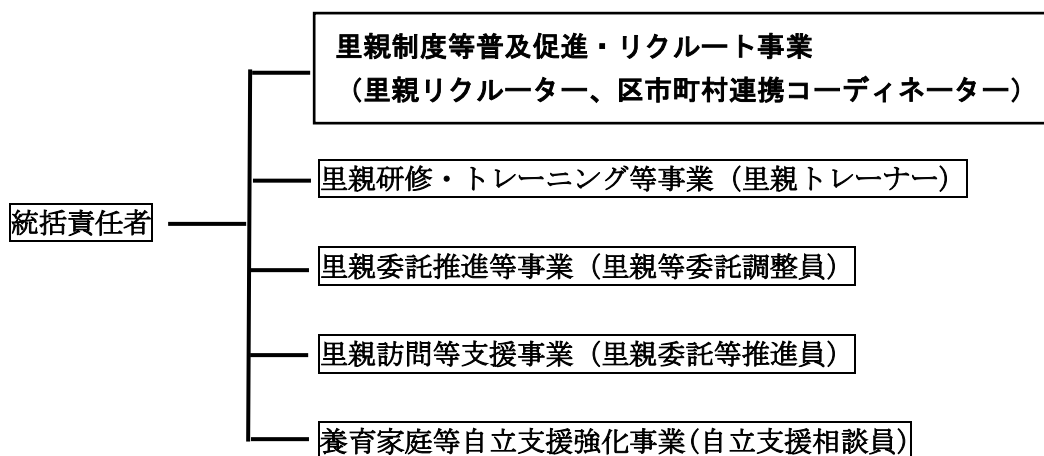 里親制度等普及促進・リクルート事業
（里親リクルーター、区市町村連携コーディネーター）
里親研修・トレーニング等事業（里親トレーナー）
統括責任者
里親委託推進等事業（里親等委託調整員）
里親訪問等支援事業（里親委託等推進員）
養育家庭等自立支援強化事業(自立支援相談員)